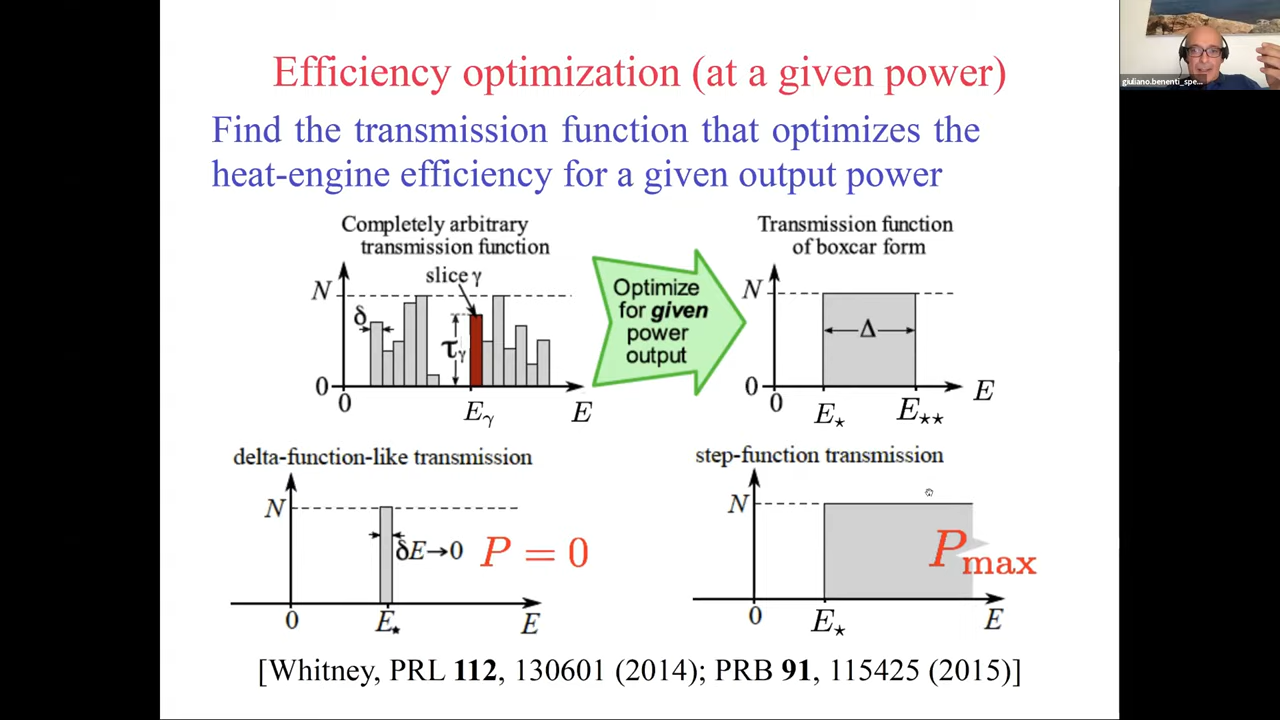 giuliano.benenti_spe...
Efficiency optimization (at a given power)
Find the transmission function that optimizes the
heat-engine efficiency for a given output power
Completely arbitrary
transmission function
slice γ
N
δ
τγ
0
0
Eγ
E
Optimize
for given
power
output
Transmission function
of boxcar form
N
Δ
0
0
E⋆
E⋆⋆
E
delta-function-like transmission
N
δE→0
P = 0
0
E⋆
E
step-function transmission
N
Pmax
0
E⋆
E
[Whitney, PRL 112, 130601 (2014); PRB 91, 115425 (2015)]